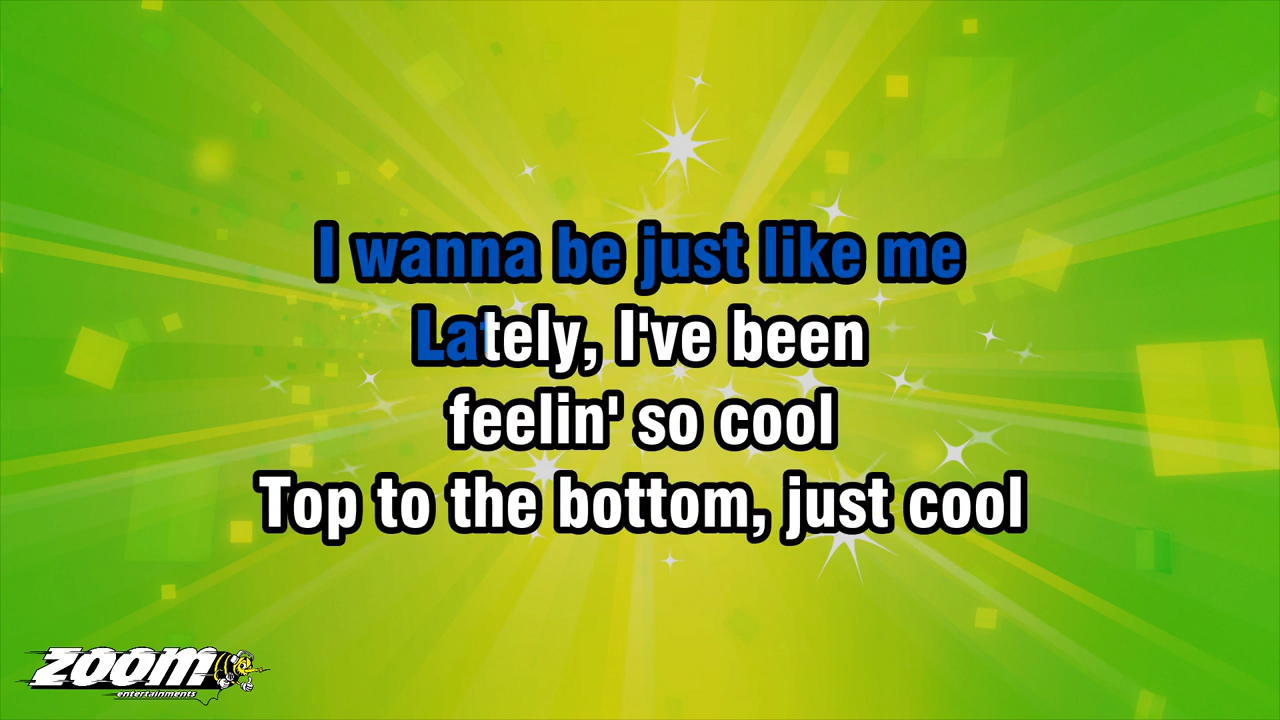 I wanna be just like me
Lately, I've been
feelin' so cool
Top to the bottom, just cool
ZOOM
entertainments